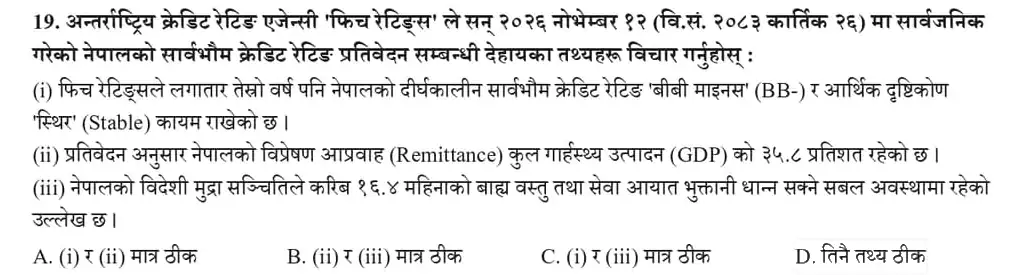 19. अन्तर्राष्ट्रिय क्रेडिट रेटिङ एजेन्सी 'फिच रेटिङ्स' ले सन् २०२६ नोभेम्बर १२ (वि.सं. २०८३ कार्तिक २६) मा सार्वजनिक
गरेको नेपालको सार्वभौम क्रेडिट रेटिङ प्रतिवेदन सम्बन्धी देहायका तथ्यहरू विचार गर्नुहोस् :
(i) फिच रेटिङ्सले लगातार तेस्रो वर्ष पनि नेपालको दीर्घकालीन सार्वभौम क्रेडिट रेटिङ 'बीबी माइनस' (BB-) र आर्थिक दृष्टिकोण
'स्थिर' (Stable) कायम राखेको छ ।
(ii) प्रतिवेदन अनुसार नेपालको विप्रेषण आप्रवाह (Remittance) कुल गार्हस्थ्य उत्पादन (GDP) को ३५.८ प्रतिशत रहेको छ ।
(iii) नेपालको विदेशी मुद्रा सञ्चितिले करिब १६.४ महिनाको बाह्य वस्तु तथा सेवा आयात भुक्तानी धान्न सक्ने सबल अवस्थामा रहेको
उल्लेख छ ।
A. (i) र (ii) मात्र ठीक B. (ii) र (iii) मात्र ठीक C. (i) र (iii) मात्र ठीक D. तिनै तथ्य ठीक